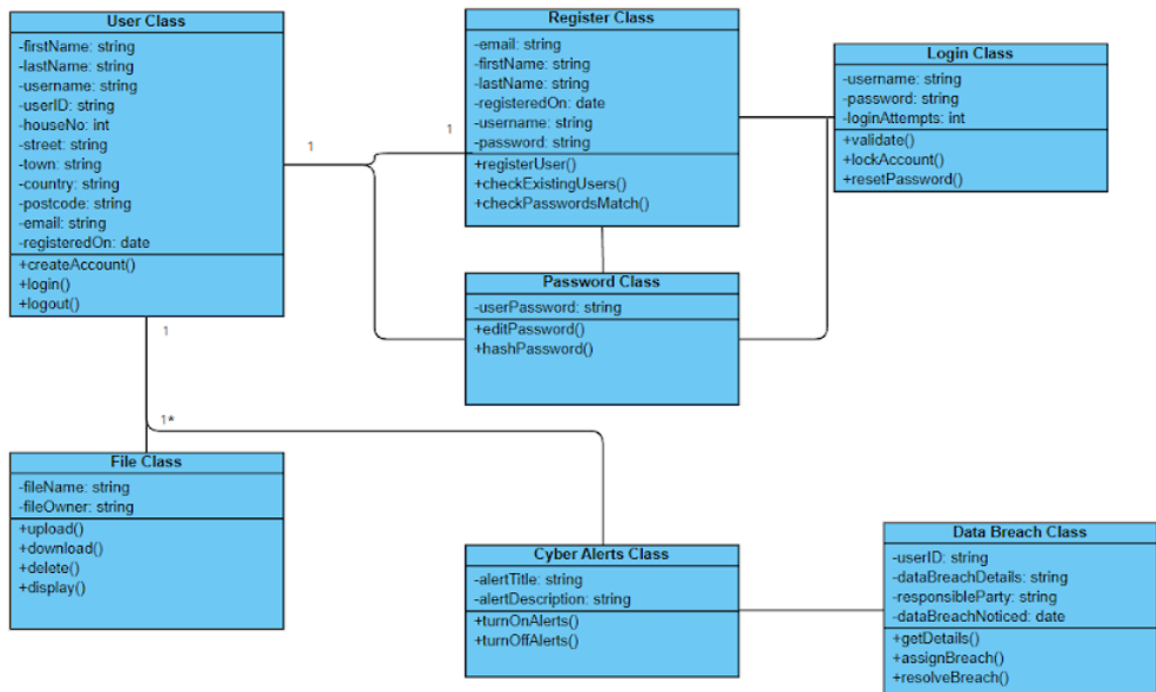 User Class
-firstName: string
-lastName: string
-username: string
-userID: string
-houseNo: int
-street: string
-town: string
-country: string
-postcode: string
-email: string
-registeredOn: date
+createAccount()
+login()
+logout()
1
1
Register Class
-email: string
-firstName: string
-lastName: string
-registeredOn: date
-username: string
-password: string
+registerUser()
+checkExistingUsers()
+checkPasswordsMatch()
Login Class
-username: string
-password: string
-loginAttempts: int
+validate()
+lockAccount()
+resetPassword()
Password Class
-userPassword: string
+editPassword()
+hashPassword()
1
1*
File Class
-fileName: string
-fileOwner: string
+upload()
+download()
+delete()
+display()
Cyber Alerts Class
-alertTitle: string
-alertDescription: string
+turnOnAlerts()
+turnOffAlerts()
Data Breach Class
-userID: string
-dataBreachDetails: string
-responsibleParty: string
-dataBreachNoticed: date
+getDetails()
+assignBreach()
+resolveBreach()